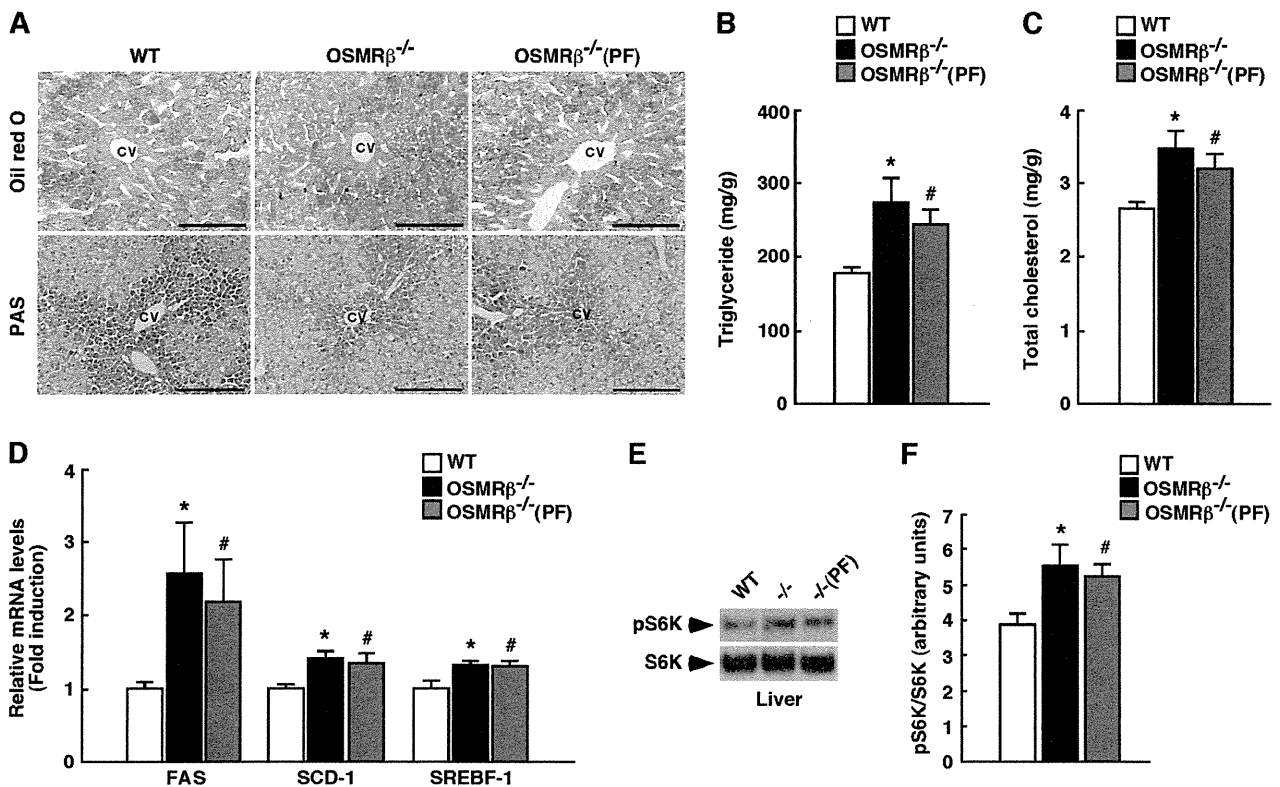 A
WT
OSMRβ-/-
OSMRβ-/-(PF)
Oil red O
CV
CV
CV
PAS
CV
CV
CV
B
WT
OSMRβ-/-
OSMRβ-/-(PF)
Triglyceride (mg/g)
400
300
200
100
0
*
#
C
WT
OSMRβ-/-
OSMRβ-/-(PF)
Total cholesterol (mg/g)
4
3
2
1
0
*
#
D
WT
OSMRβ-/-
OSMRβ-/-(PF)
Relative mRNA levels
(Fold induction)
4
3
2
1
0
*
#
*
#
*
#
FAS
SCD-1
SREBF-1
E
WT
-/-
-/-(PF)
pS6K
S6K
Liver
F
WT
OSMRβ-/-
OSMRβ-/-(PF)
pS6K/S6K (arbitrary units)
7
6
5
4
3
2
1
0
*
#